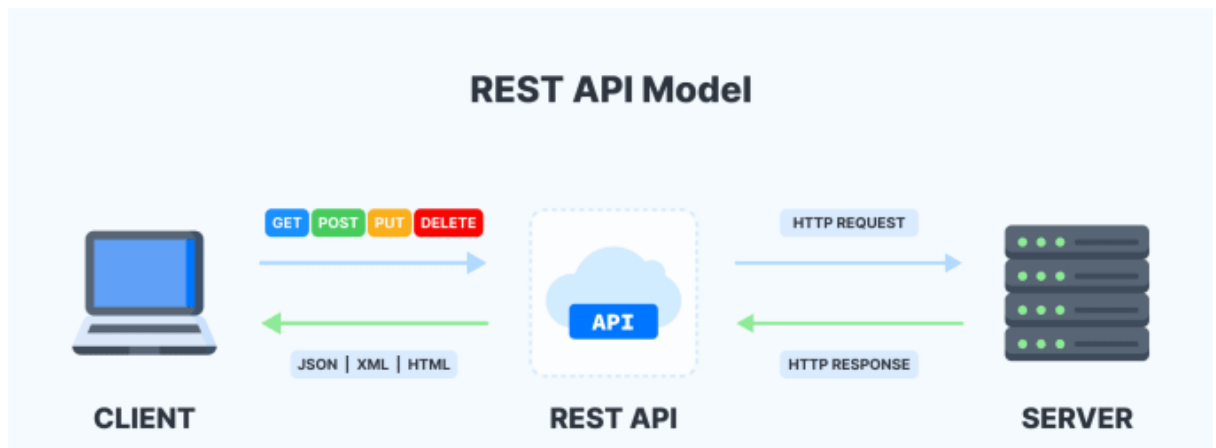 REST API Model
GET POST PUT DELETE
HTTP REQUEST
API
JSON | XML | HTML
HTTP RESPONSE
CLIENT
REST API
SERVER